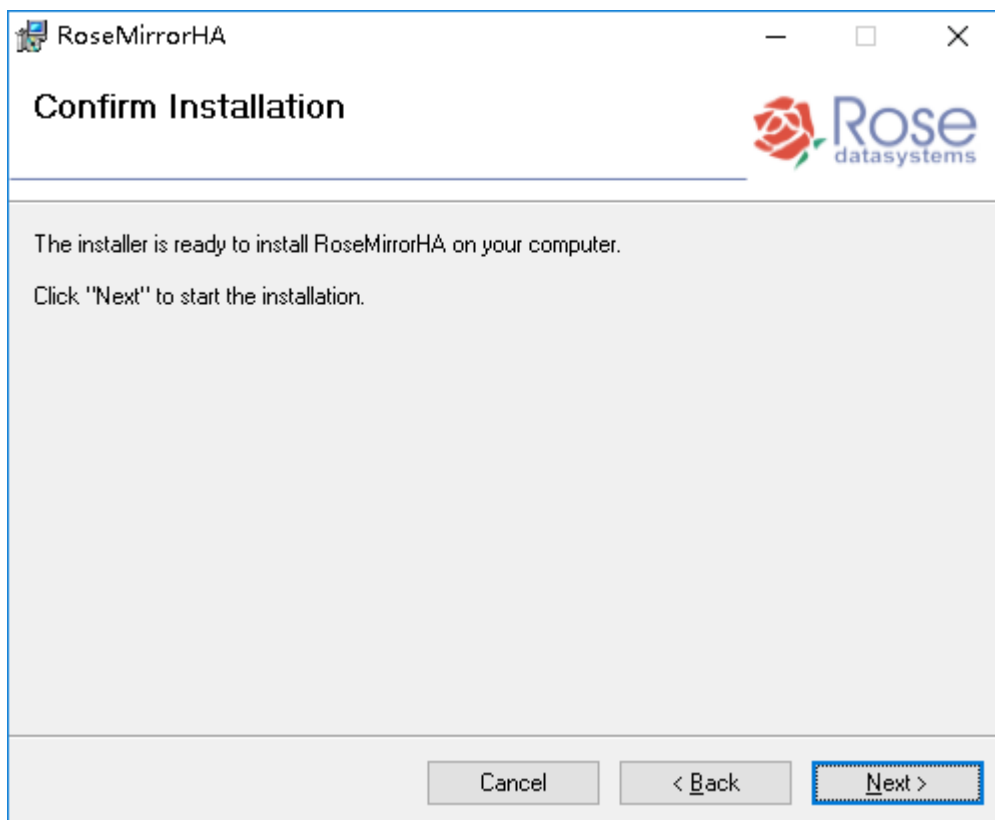 RoseMirrorHA
Confirm Installation
Rose
datasystems
The installer is ready to install RoseMirrorHA on your computer.
Click "Next" to start the installation.
Cancel
< Back
Next >